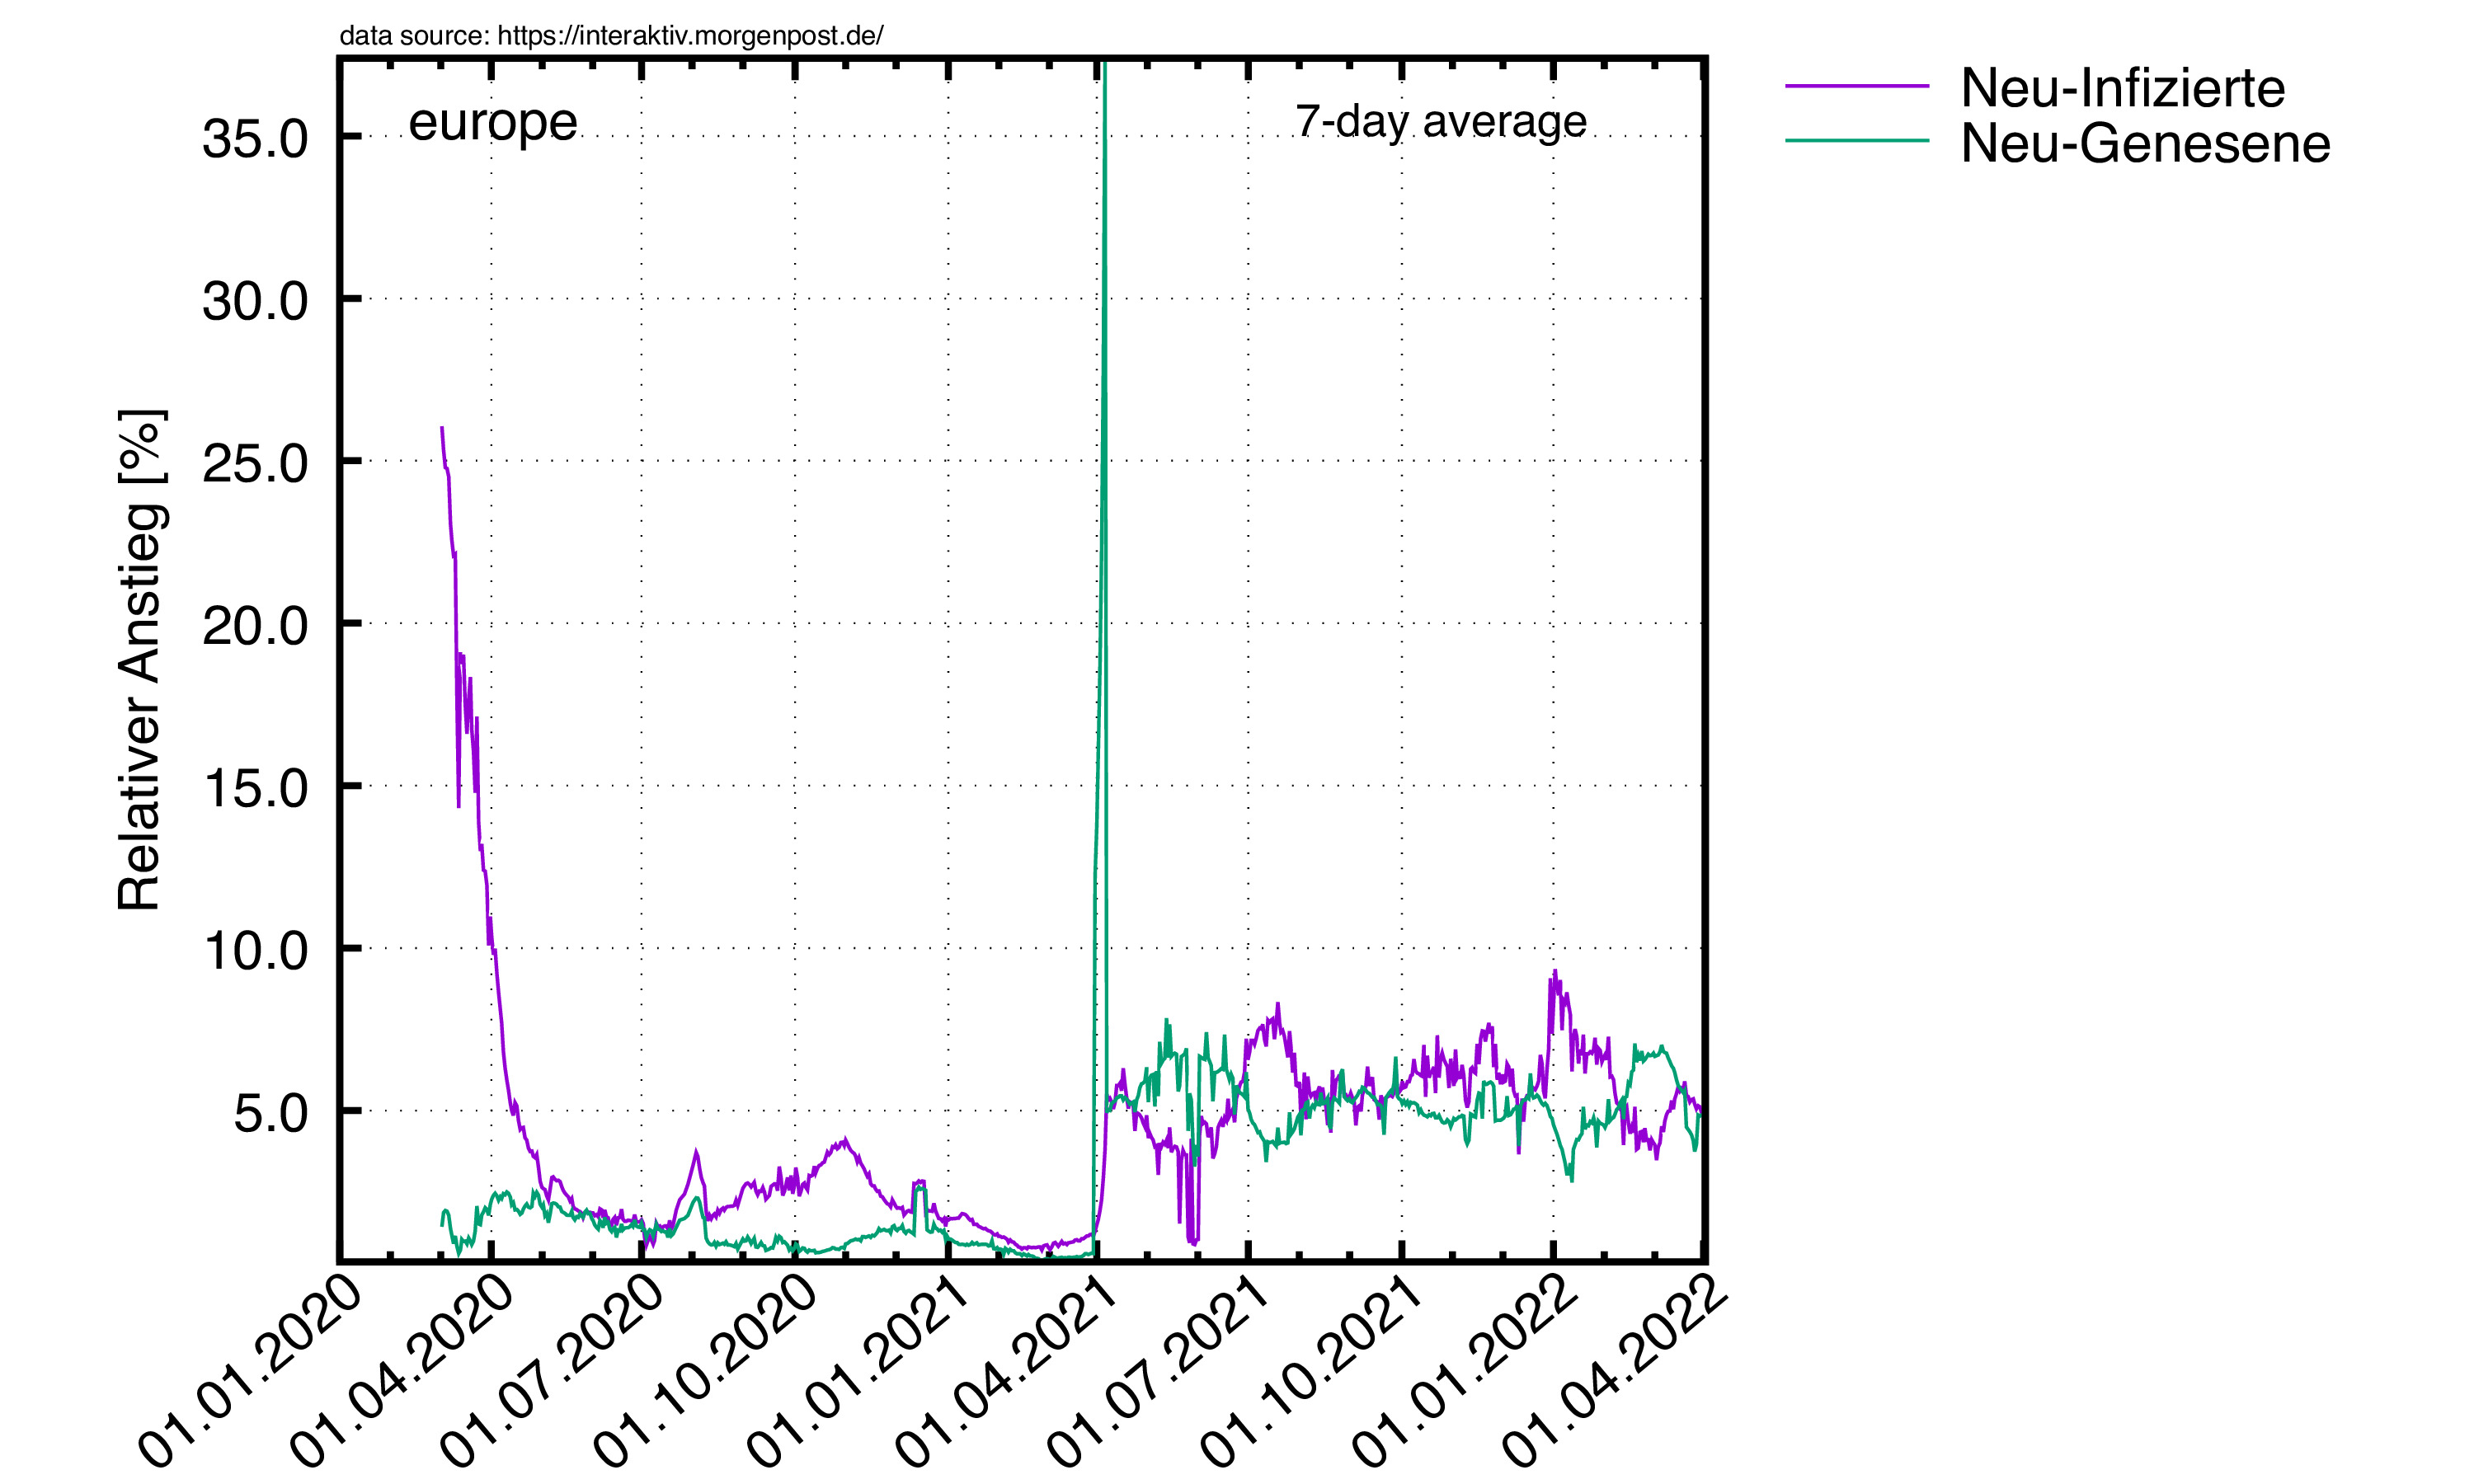 data source: https://interaktiv.morgenpost.de/
europe
7-day average
Neu-Infizierte
Neu-Genesene
Relativer Anstieg [%]
35.0
30.0
25.0
20.0
15.0
10.0
5.0
01.01.2020
01.04.2020
01.07.2020
01.10.2020
01.01.2021
01.04.2021
01.07.2021
01.10.2021
01.01.2022
01.04.2022